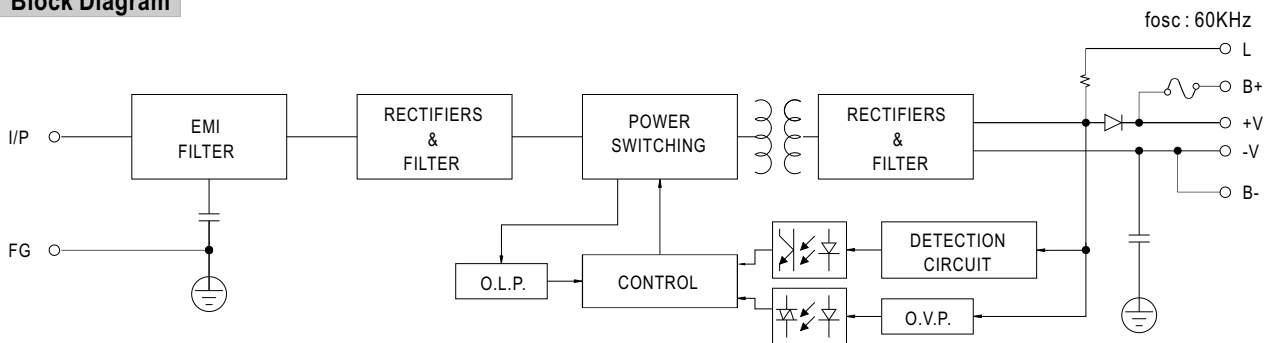 Block Diagram
fosc : 60KHz
L
B+
+V
-V
B-
I/P
EMI
FILTER
RECTIFIERS
&
FILTER
POWER
SWITCHING
RECTIFIERS
&
FILTER
FG
O.L.P.
CONTROL
DETECTION
CIRCUIT
O.V.P.